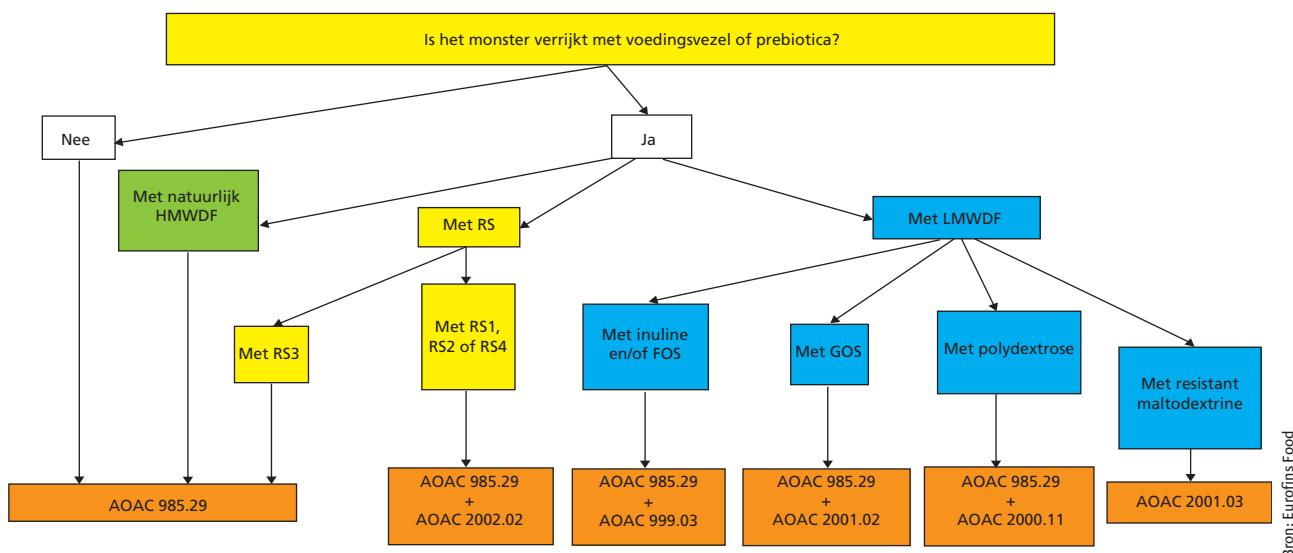 Is het monster verrijkt met voedingsvezel of prebiotica?
Nee
Ja
Met natuurlijk
HMWDF
Met RS
Met LMWDF
Met RS3
Met RS1,
RS2 of RS4
Met inuline
en/of FOS
Met GOS
Met polydextrose
Met resistant
maltodextrine
AOAC 985.29
AOAC 985.29
+
AOAC 2002.02
AOAC 985.29
+
AOAC 999.03
AOAC 985.29
+
AOAC 2001.02
AOAC 985.29
+
AOAC 2000.11
AOAC 2001.03
Bron: Eurofins Food